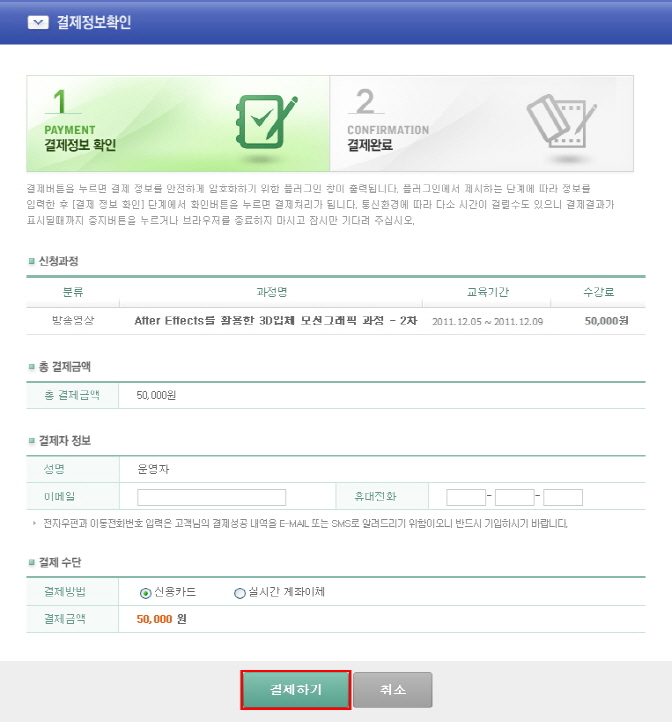 결제정보확인
1
PAYMENT
결제정보 확인
2
CONFIRMATION
결제완료
결제버튼을 누르면 결제 정보를 안전하게 암호화하기 위한 플러그인 창이 출력됩니다. 플러그인에서 제시하는 단계에 따라 정보를
입력한 후 [결제 정보 확인] 단계에서 확인버튼을 누르면 결제처리가 됩니다. 통신환경에 따라 다소 시간이 걸릴수도 있으니 결제결과가
표시될때까지 중지버튼을 누르거나 브라우저를 종료하지 마시고 잠시만 기다려 주십시오.
신청과정
분류 과정명 교육기간 수강료
방송영상 After Effects를 활용한 3D입체 모션그래픽 과정 - 2차 2011.12.05 ~ 2011.12.09 50,000원
총 결제금액
총 결제금액 50,000원
결제자 정보
성명 운영자
이메일 휴대전화 - -
전자우편과 이동전화번호 입력은 고객님의 결제성공 내역을 E-MAIL 또는 SMS로 알려드리기 위함이오니 반드시 기입하시기 바랍니다.
결제 수단
결제방법 신용카드 실시간 계좌이체
결제금액 50,000 원
결제하기 취소